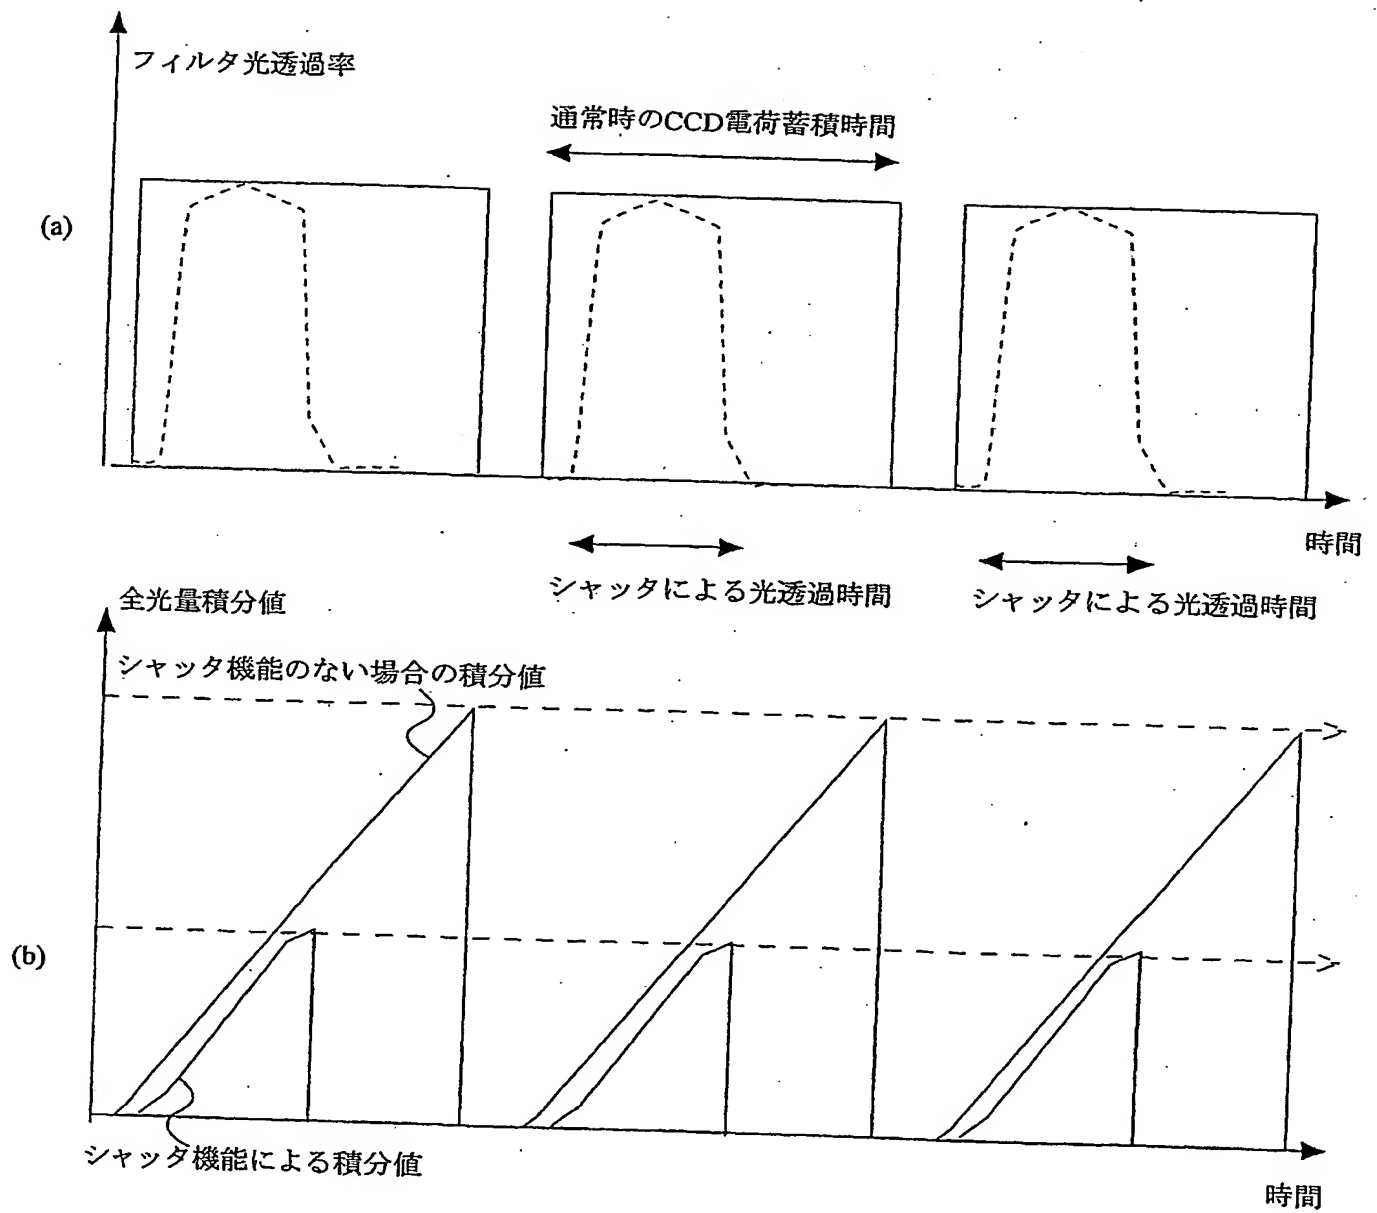 フィルタ光透過率
通常時のCCD電荷蓄積時間
(a)
時間
シャッタによる光透過時間
シャッタによる光透過時間
全光量積分値
シャッタ機能のない場合の積分値
(b)
シャッタ機能による積分値
時間